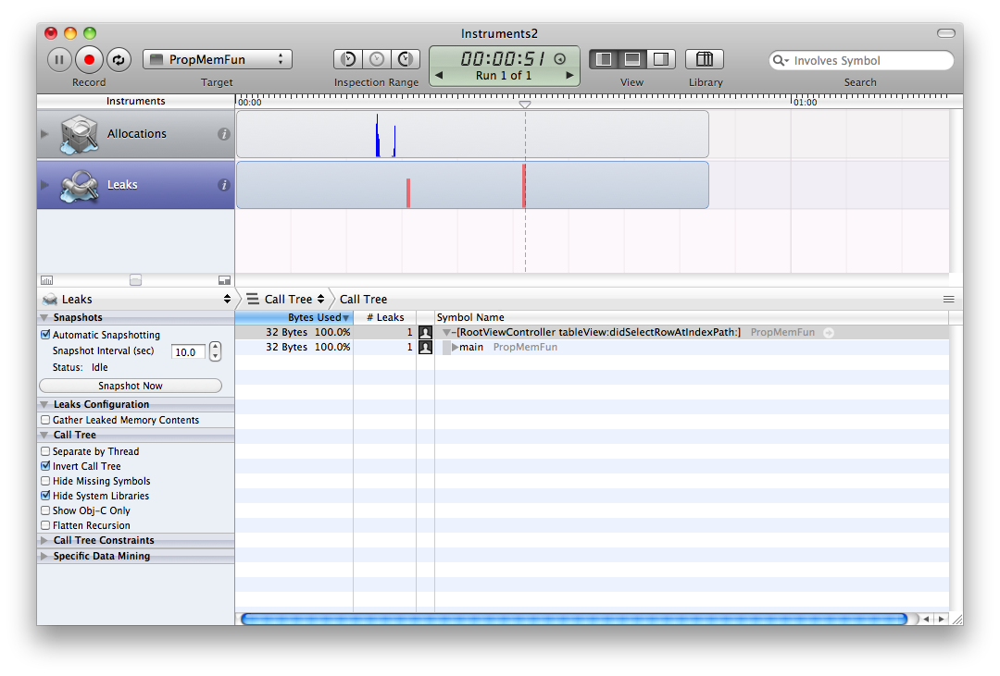 Instruments2
PropMemFun
00:00:51
Run 1 of 1
Involves Symbol
Record
Target
Inspection Range
View
Library
Search
Instruments
00:00
01:00
Allocations
Leaks
Leaks
Call Tree
Call Tree
Snapshots
Automatic Snapshotting
Snapshot Interval (sec) 10.0
Status: Idle
Snapshot Now
Leaks Configuration
Gather Leaked Memory Contents
Call Tree
Separate by Thread
Invert Call Tree
Hide Missing Symbols
Hide System Libraries
Show Obj-C Only
Flatten Recursion
Call Tree Constraints
Specific Data Mining
Bytes Used # Leaks Symbol Name
32 Bytes 100.0% 1 -[RootViewController tableView:didSelectRowAtIndexPath:] PropMemFun
32 Bytes 100.0% 1 main PropMemFun